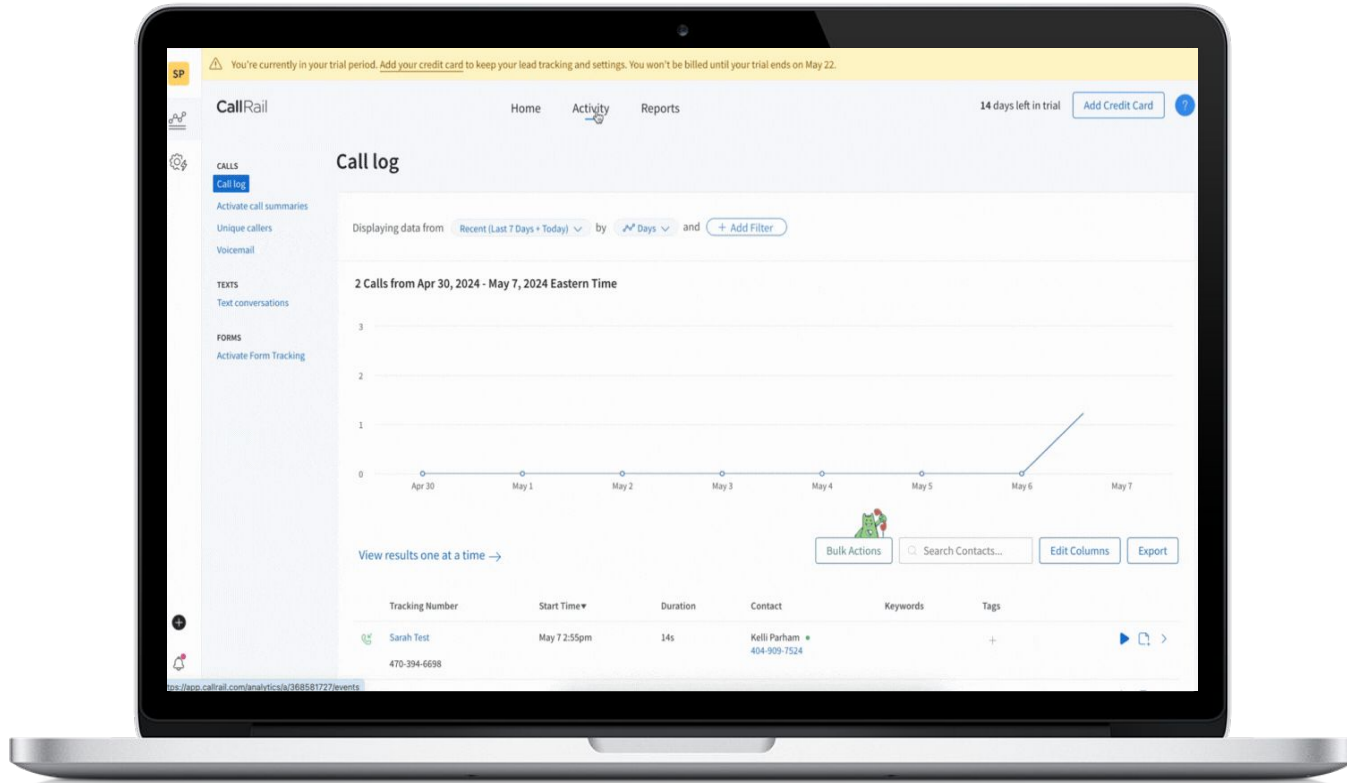 SP
You're currently in your trial period. Add your credit card to keep your lead tracking and settings. You won't be billed until your trial ends on May 22.
CallRail
Home
Activity
Reports
14 days left in trial
Add Credit Card
?
CALLS
Call log
Activate call summaries
Unique callers
Voicemail
TEXTS
Text conversations
FORMS
Activate Form Tracking
Call log
Displaying data from Recent (Last 7 Days + Today) by Days and + Add Filter
2 Calls from Apr 30, 2024 - May 7, 2024 Eastern Time
3
2
1
0
Apr 30 May 1 May 2 May 3 May 4 May 5 May 6 May 7
View results one at a time →
Bulk Actions
Search Contacts...
Edit Columns
Export
Tracking Number Start Time▾ Duration Contact Keywords Tags
Sarah Test May 7 2:55pm 14s Kelli Parham +
404-909-7524
470-394-6698
tps://app.callrail.com/analytics/a/368581727/events